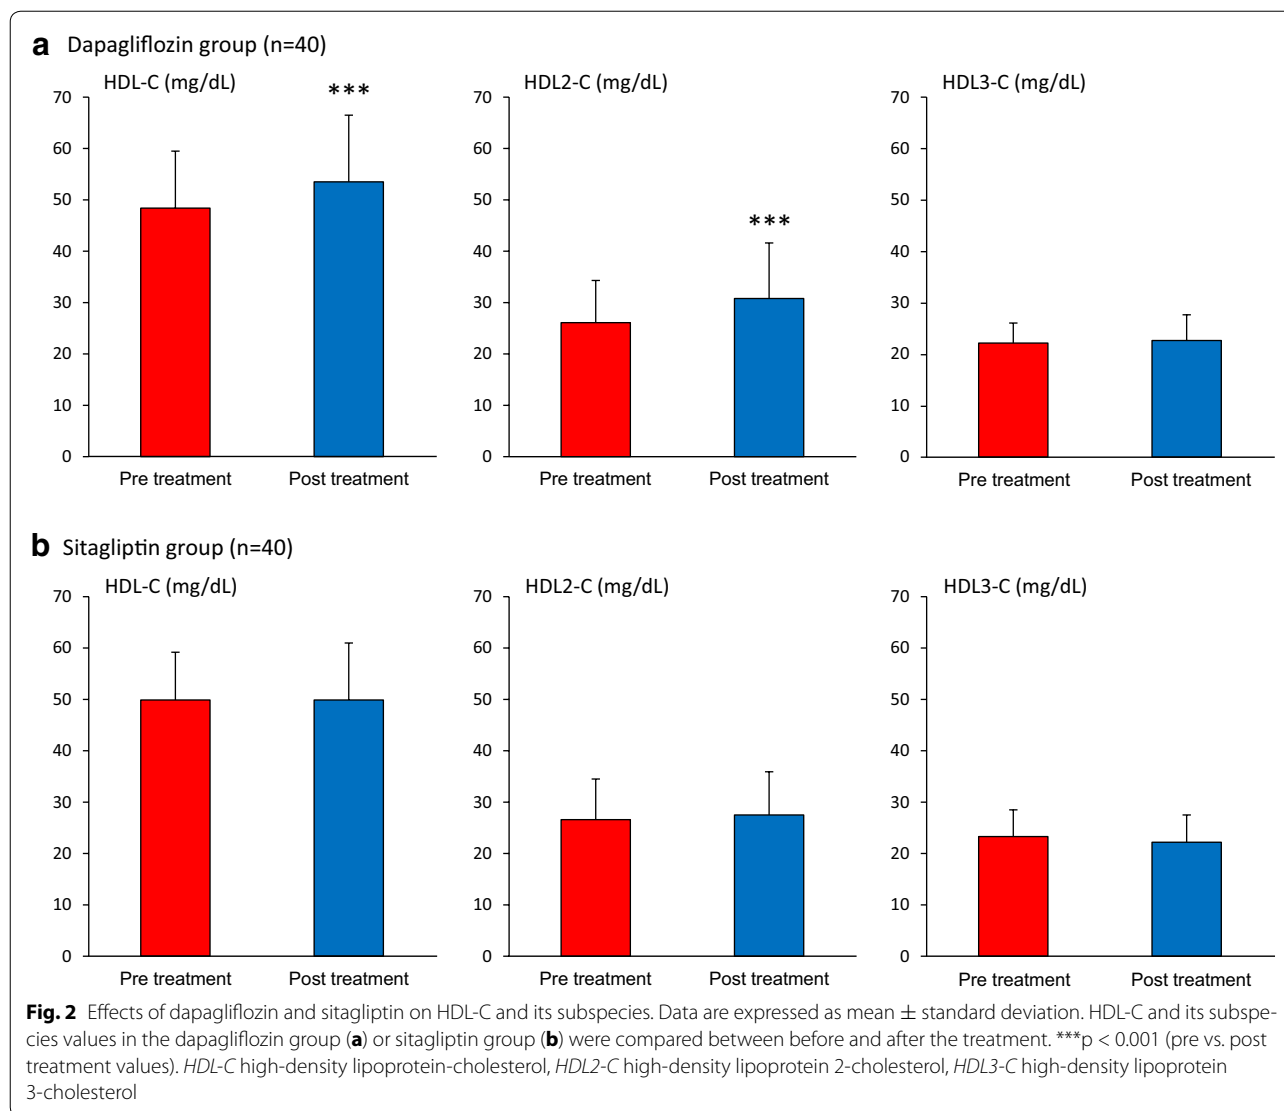 a Dapagliflozin group (n=40)
HDL-C (mg/dL)
HDL2-C (mg/dL)
HDL3-C (mg/dL)
***
***
70
60
50
40
30
20
10
0
70
60
50
40
30
20
10
0
70
60
50
40
30
20
10
0
Pre treatment
Post treatment
Pre treatment
Post treatment
Pre treatment
Post treatment
b Sitagliptin group (n=40)
HDL-C (mg/dL)
HDL2-C (mg/dL)
HDL3-C (mg/dL)
70
60
50
40
30
20
10
0
70
60
50
40
30
20
10
0
70
60
50
40
30
20
10
0
Pre treatment
Post treatment
Pre treatment
Post treatment
Pre treatment
Post treatment
Fig. 2 Effects of dapagliflozin and sitagliptin on HDL-C and its subspecies. Data are expressed as mean ± standard deviation. HDL-C and its subspe-
cies values in the dapagliflozin group (a) or sitagliptin group (b) were compared between before and after the treatment. ***p < 0.001 (pre vs. post
treatment values). HDL-C high-density lipoprotein-cholesterol, HDL2-C high-density lipoprotein 2-cholesterol, HDL3-C high-density lipoprotein
3-cholesterol